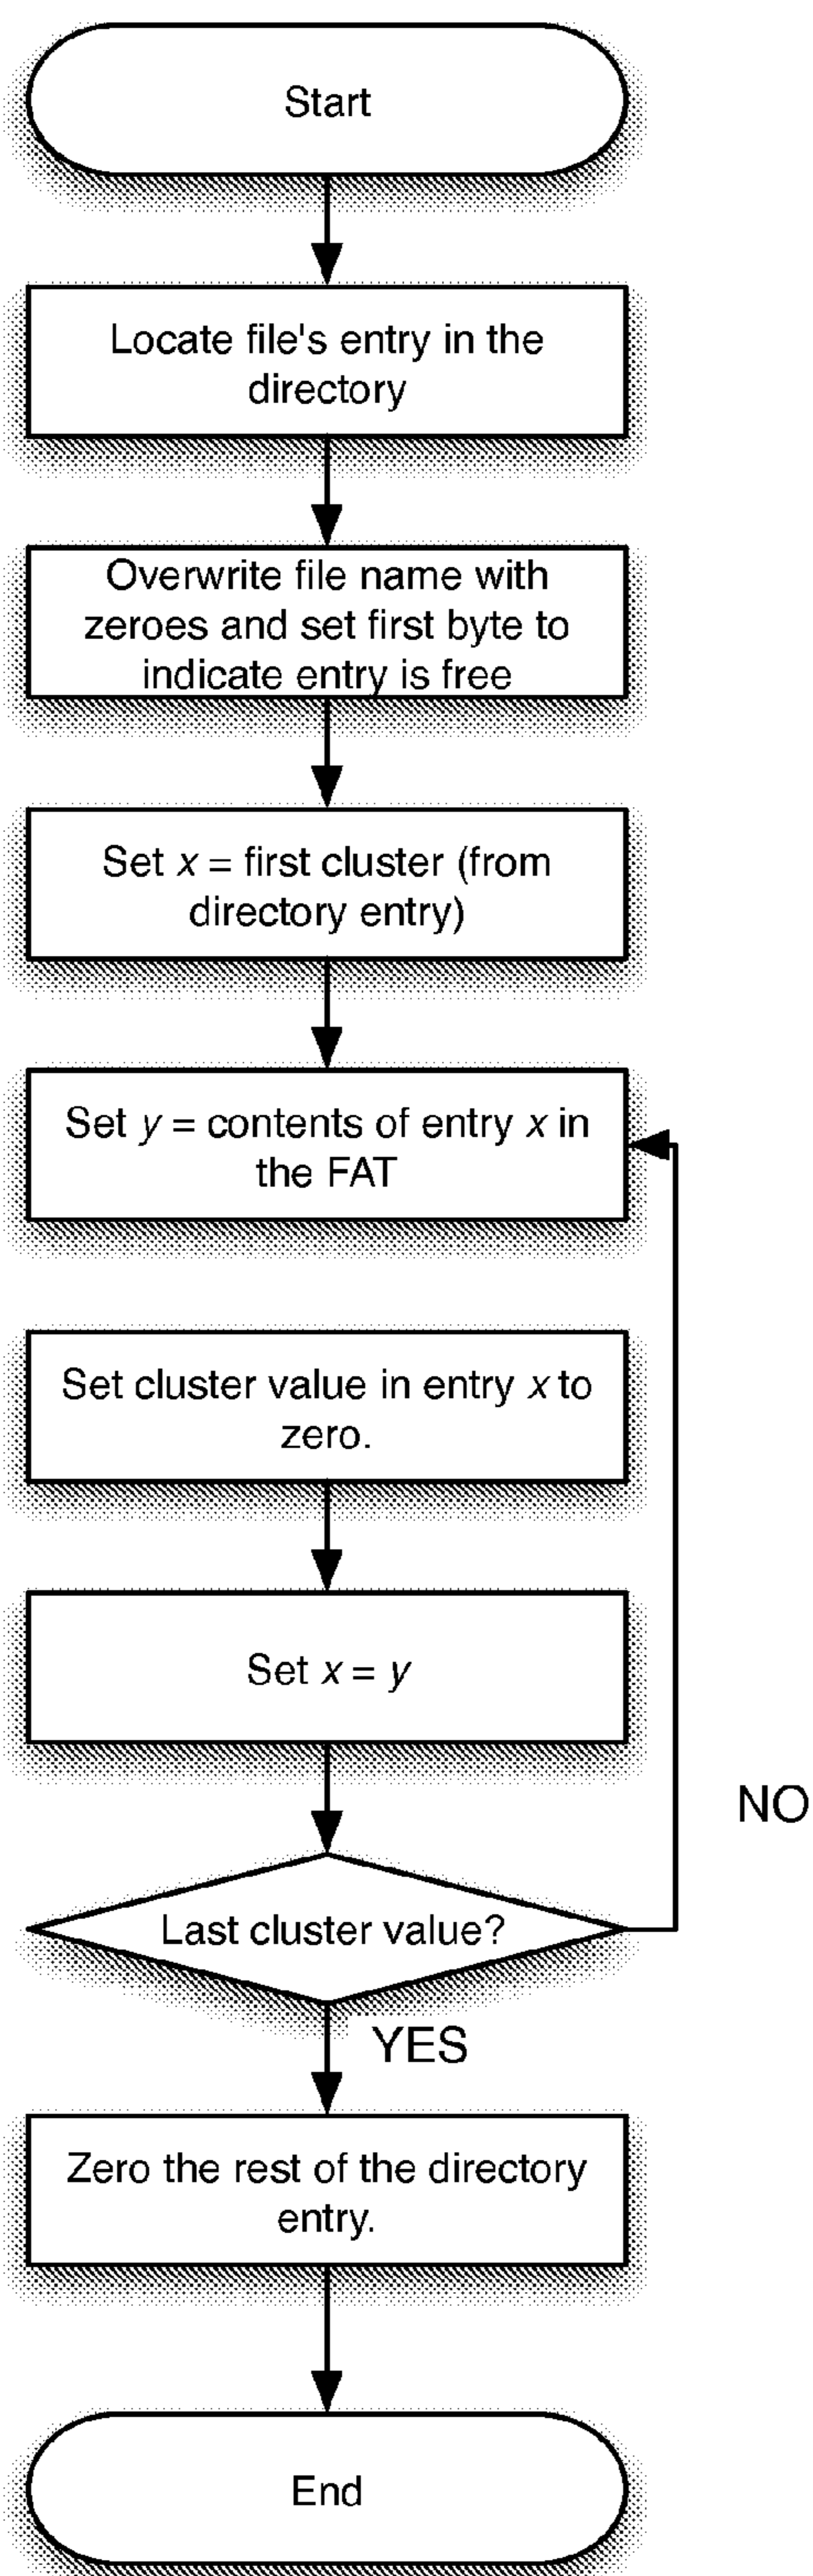 Start
Locate file's entry in the
directory
Overwrite file name with
zeroes and set first byte to
indicate entry is free
Set x = first cluster (from
directory entry)
Set y = contents of entry x in
the FAT
Set cluster value in entry x to
zero.
Set x = y
NO
Last cluster value?
YES
Zero the rest of the directory
entry.
End